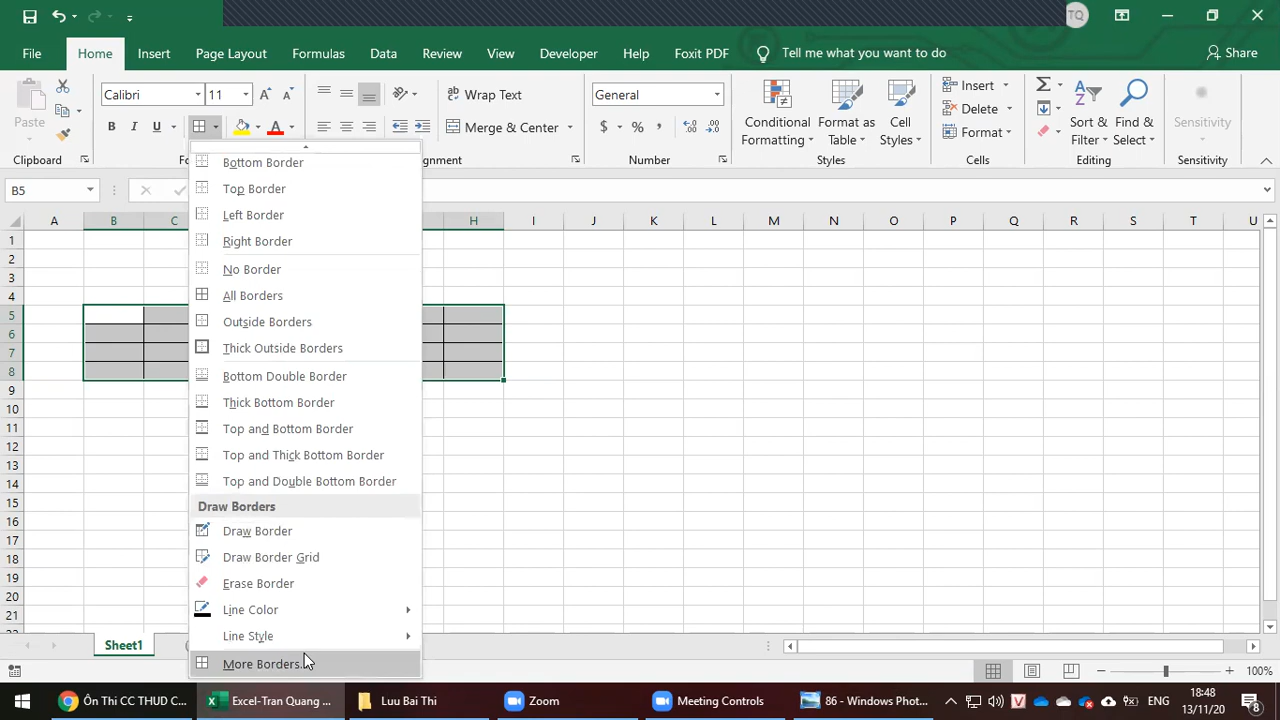 TQ
File Home Insert Page Layout Formulas Data Review View Developer Help Foxit PDF Tell me what you want to do Share
Paste
Clipboard
Calibri 11
B I U
Fo
Wrap Text
Merge & Center
General
$ % 
Number
Conditional Formatting
Format as Table
Cell Styles
Styles
Insert
Delete
Format
Cells
Sort & Filter
Find & Select
Editing
Sensitivity
Sensitivity
B5
A B C H I J K L M N O P Q R S T U
1
2
3
4
5
6
7
8
9
10
11
12
13
14
15
16
17
18
19
20
21
Bottom Border
Top Border
Left Border
Right Border
No Border
All Borders
Outside Borders
Thick Outside Borders
Bottom Double Border
Thick Bottom Border
Top and Bottom Border
Top and Thick Bottom Border
Top and Double Bottom Border
Draw Borders
Draw Border
Draw Border Grid
Erase Border
Line Color
Line Style
More Borders...
Sheet1
100%
Ôn Thi CC THUD C... Excel-Tran Quang ... Luu Bai Thi Zoom Meeting Controls 86 - Windows Phot... V ENG 18:48
13/11/20
8